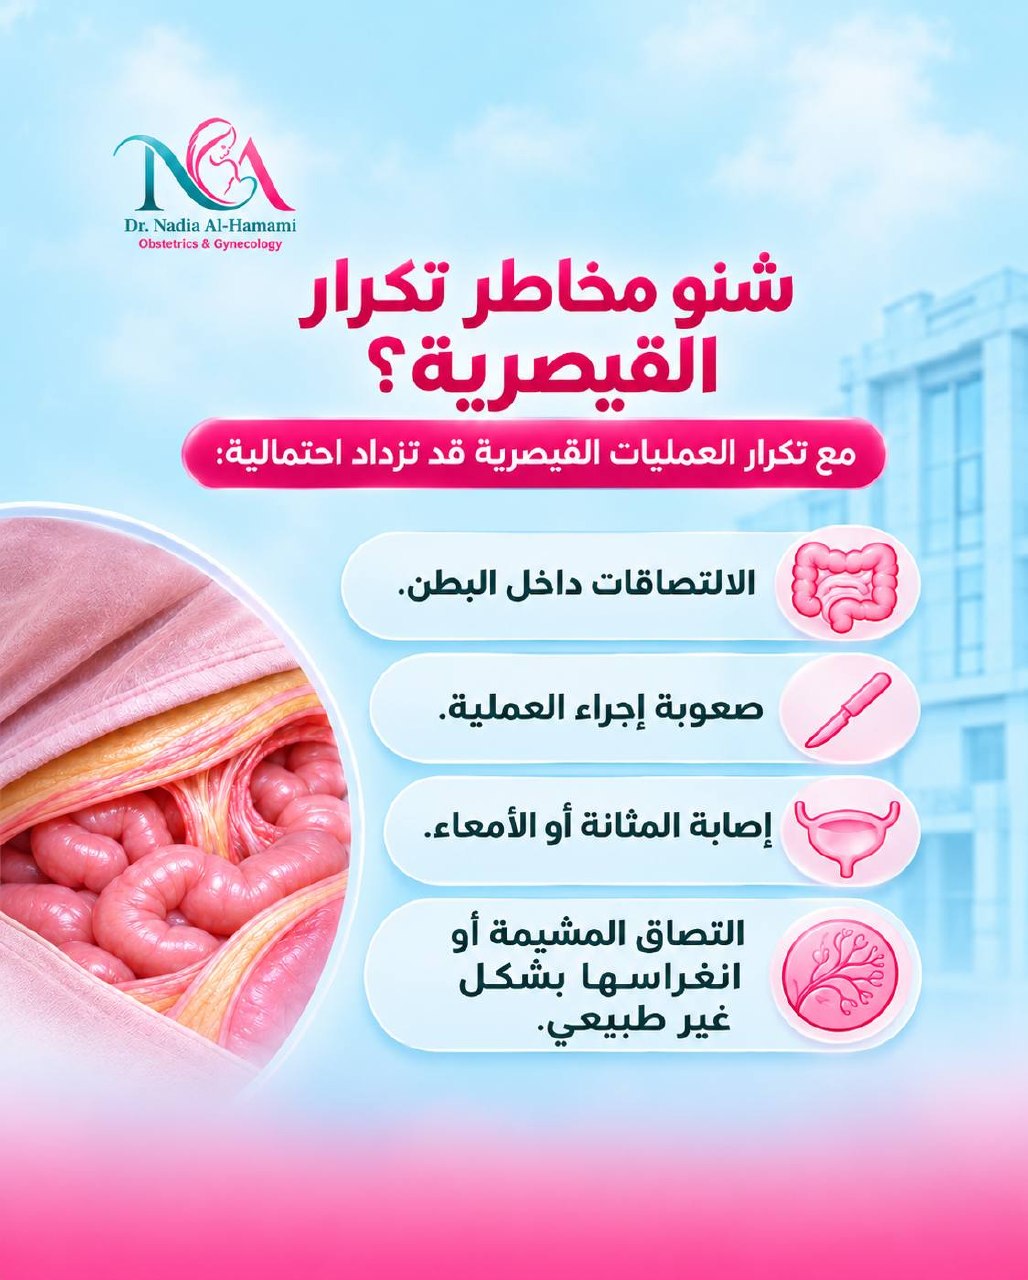 Dr. Nadia Al-Hamami
Obstetrics & Gynecology
شنو مخاطر تكرار
القيصرية؟
مع تكرار العمليات القيصرية قد تزداد احتمالية:
الالتصاقات داخل البطن.
صعوبة إجراء العملية.
إصابة المثانة أو الأمعاء.
التصاق المشيمة أو
انغراسها بشكل
غير طبيعي.